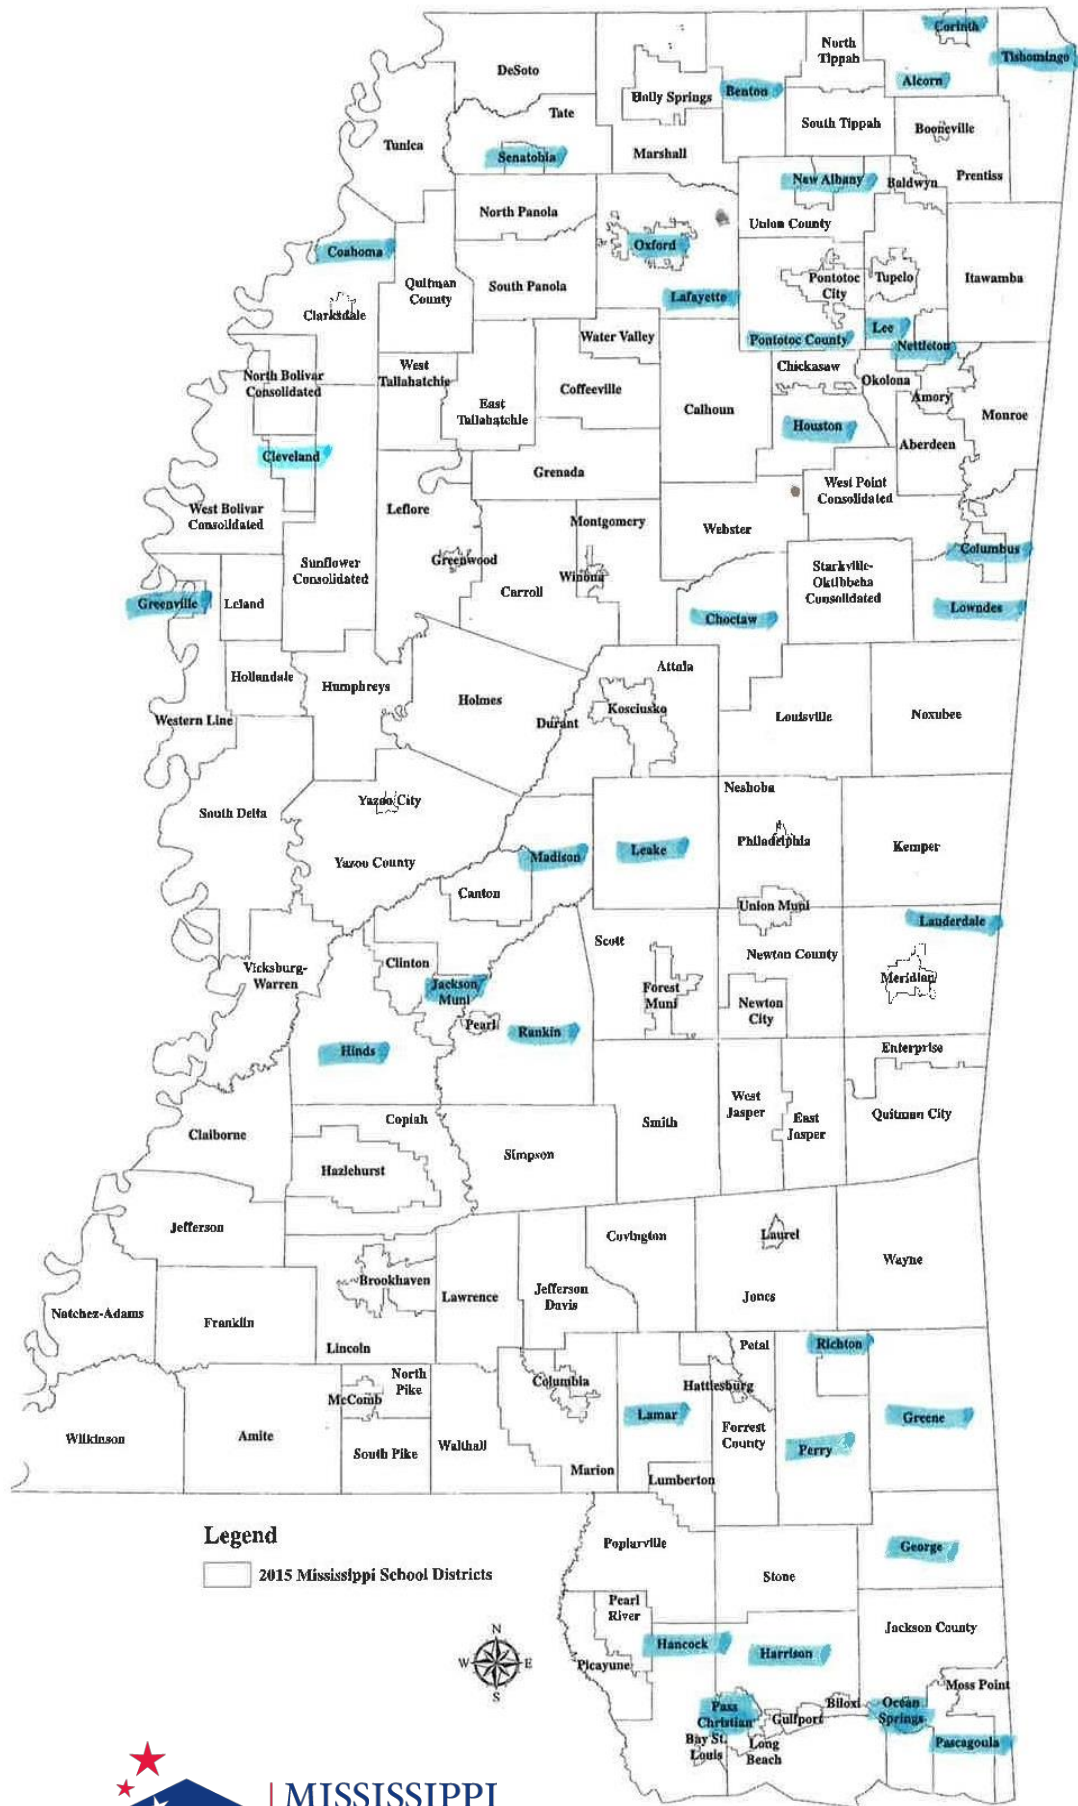 Corinth
North
Tippah
Tishomingo
DeSoto
Alcorn
Benton
Holly Springs
Tate
South Tippah
Booneville
Tunica
Senatobia
Marshall
Prentiss
New Albany
Baldwyn
North Panola
Union County
Oxford
Coahoma
Quitman
County
South Panola
Pontotoc
City
Tupelo
Itawamba
Lafayette
Clarksdale
Lee
Water Valley
Pontotoc County
Nettleton
West
Tallahatchie
Chickasaw
North Bolivar
Consolidated
Okolona
Coffeeville
Amory
East
Tallahatchie
Calhoun
Monroe
Houston
Aberdeen
Cleveland
Grenada
West Point
Consolidated
West Bolivar
Consolidated
Leflore
Montgomery
Webster
Columbus
Greenwood
Sunflower
Consolidated
Winona
Starkville-
Oktibbeha
Consolidated
Carroll
Greenville
Leland
Choctaw
Lowndes
Attala
Hollandale
Humphreys
Holmes
Kosciusko
Western Line
Durant
Louisville
Noxubee
Neshoba
Yazoo City
South Delta
Philadelphia
Kemper
Leake
Madison
Yazoo County
Canton
Union Muni
Lauderdale
Scott
Newton County
Clinton
Vicksburg-
Warren
Meridian
Jackson
Muni
Forest
Muni
Newton
City
Pearl
Rankin
Hinds
Enterprise
West
Jasper
Quitman City
Copiah
Smith
East
Jasper
Claiborne
Simpson
Hazlehurst
Jefferson
Covington
Laurel
Wayne
Brookhaven
Jefferson
Davis
Lawrence
Jones
Natchez-Adams
Franklin
Lincoln
Petal
Richton
North
Pike
Columbia
Hattiesburg
McComb
Lamar
Greene
Wilkinson
Amite
Forrest
County
South Pike
Walthall
Perry
Marion
Lumberton
Legend
2015 Mississippi School Districts
Poplarville
George
Stone
Pearl
River
Jackson County
N
W E
S
Hancock
Harrison
Picayune
Moss Point
Pass
Christian
Biloxi
Ocean
Springs
Gulfport
Bay St.
Louis
Long
Beach
Pascagoula
MISSISSIPPI